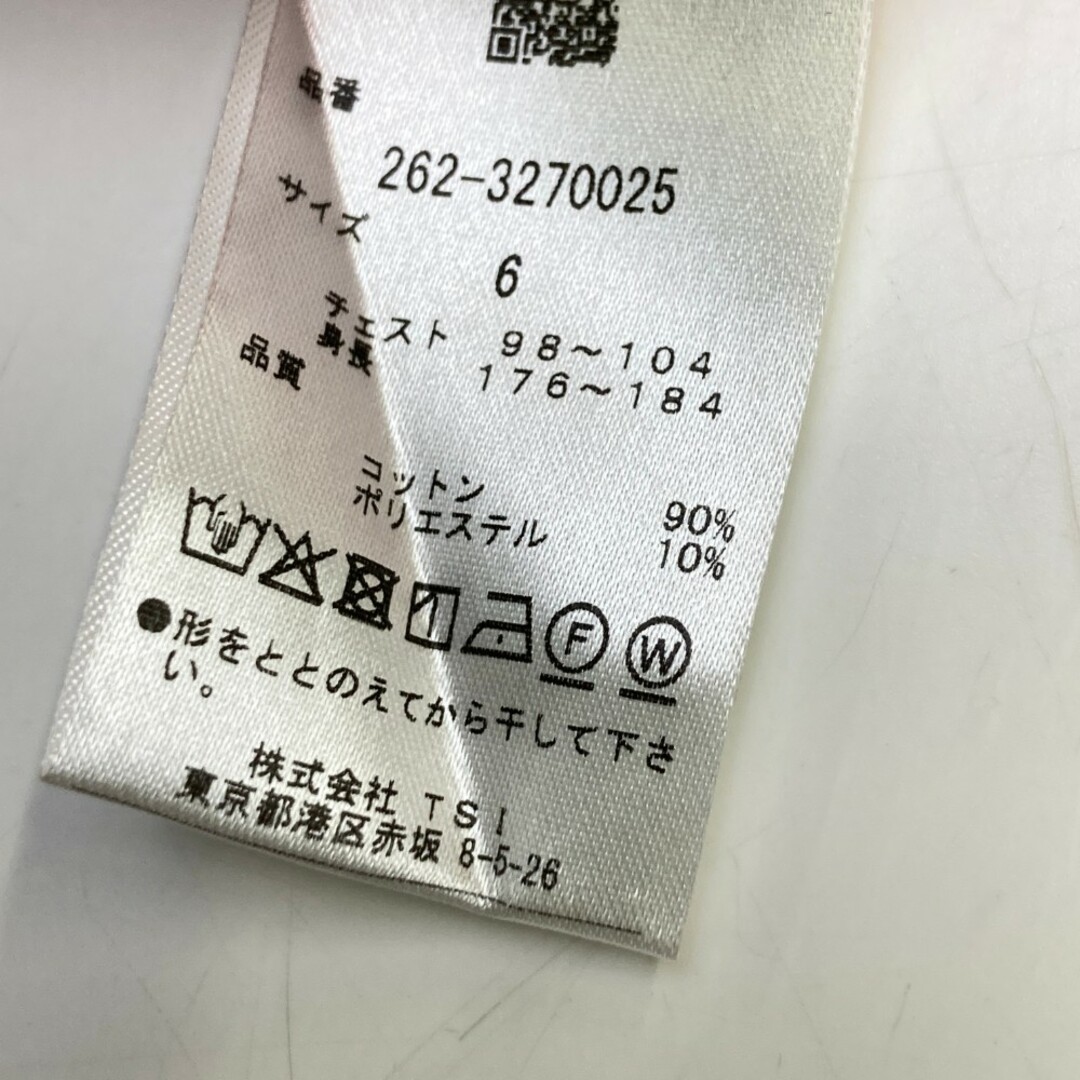 品番
262-3270025
サイズ
6
チェスト 98～104
身長 176～184
品質
コットン 90%
ポリエステル 10%
F W
●形をととのえてから干して下さ
い。
株式会社 TSI
東京都港区赤坂 8-5-26